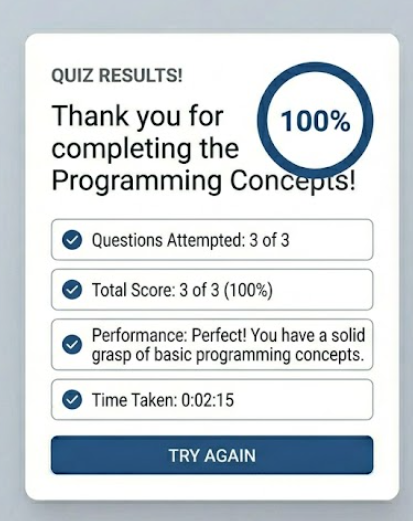 QUIZ RESULTS!
Thank you for
completing the
Programming Concepts!
100%
Questions Attempted: 3 of 3
Total Score: 3 of 3 (100%)
Performance: Perfect! You have a solid
grasp of basic programming concepts.
Time Taken: 0:02:15
TRY AGAIN